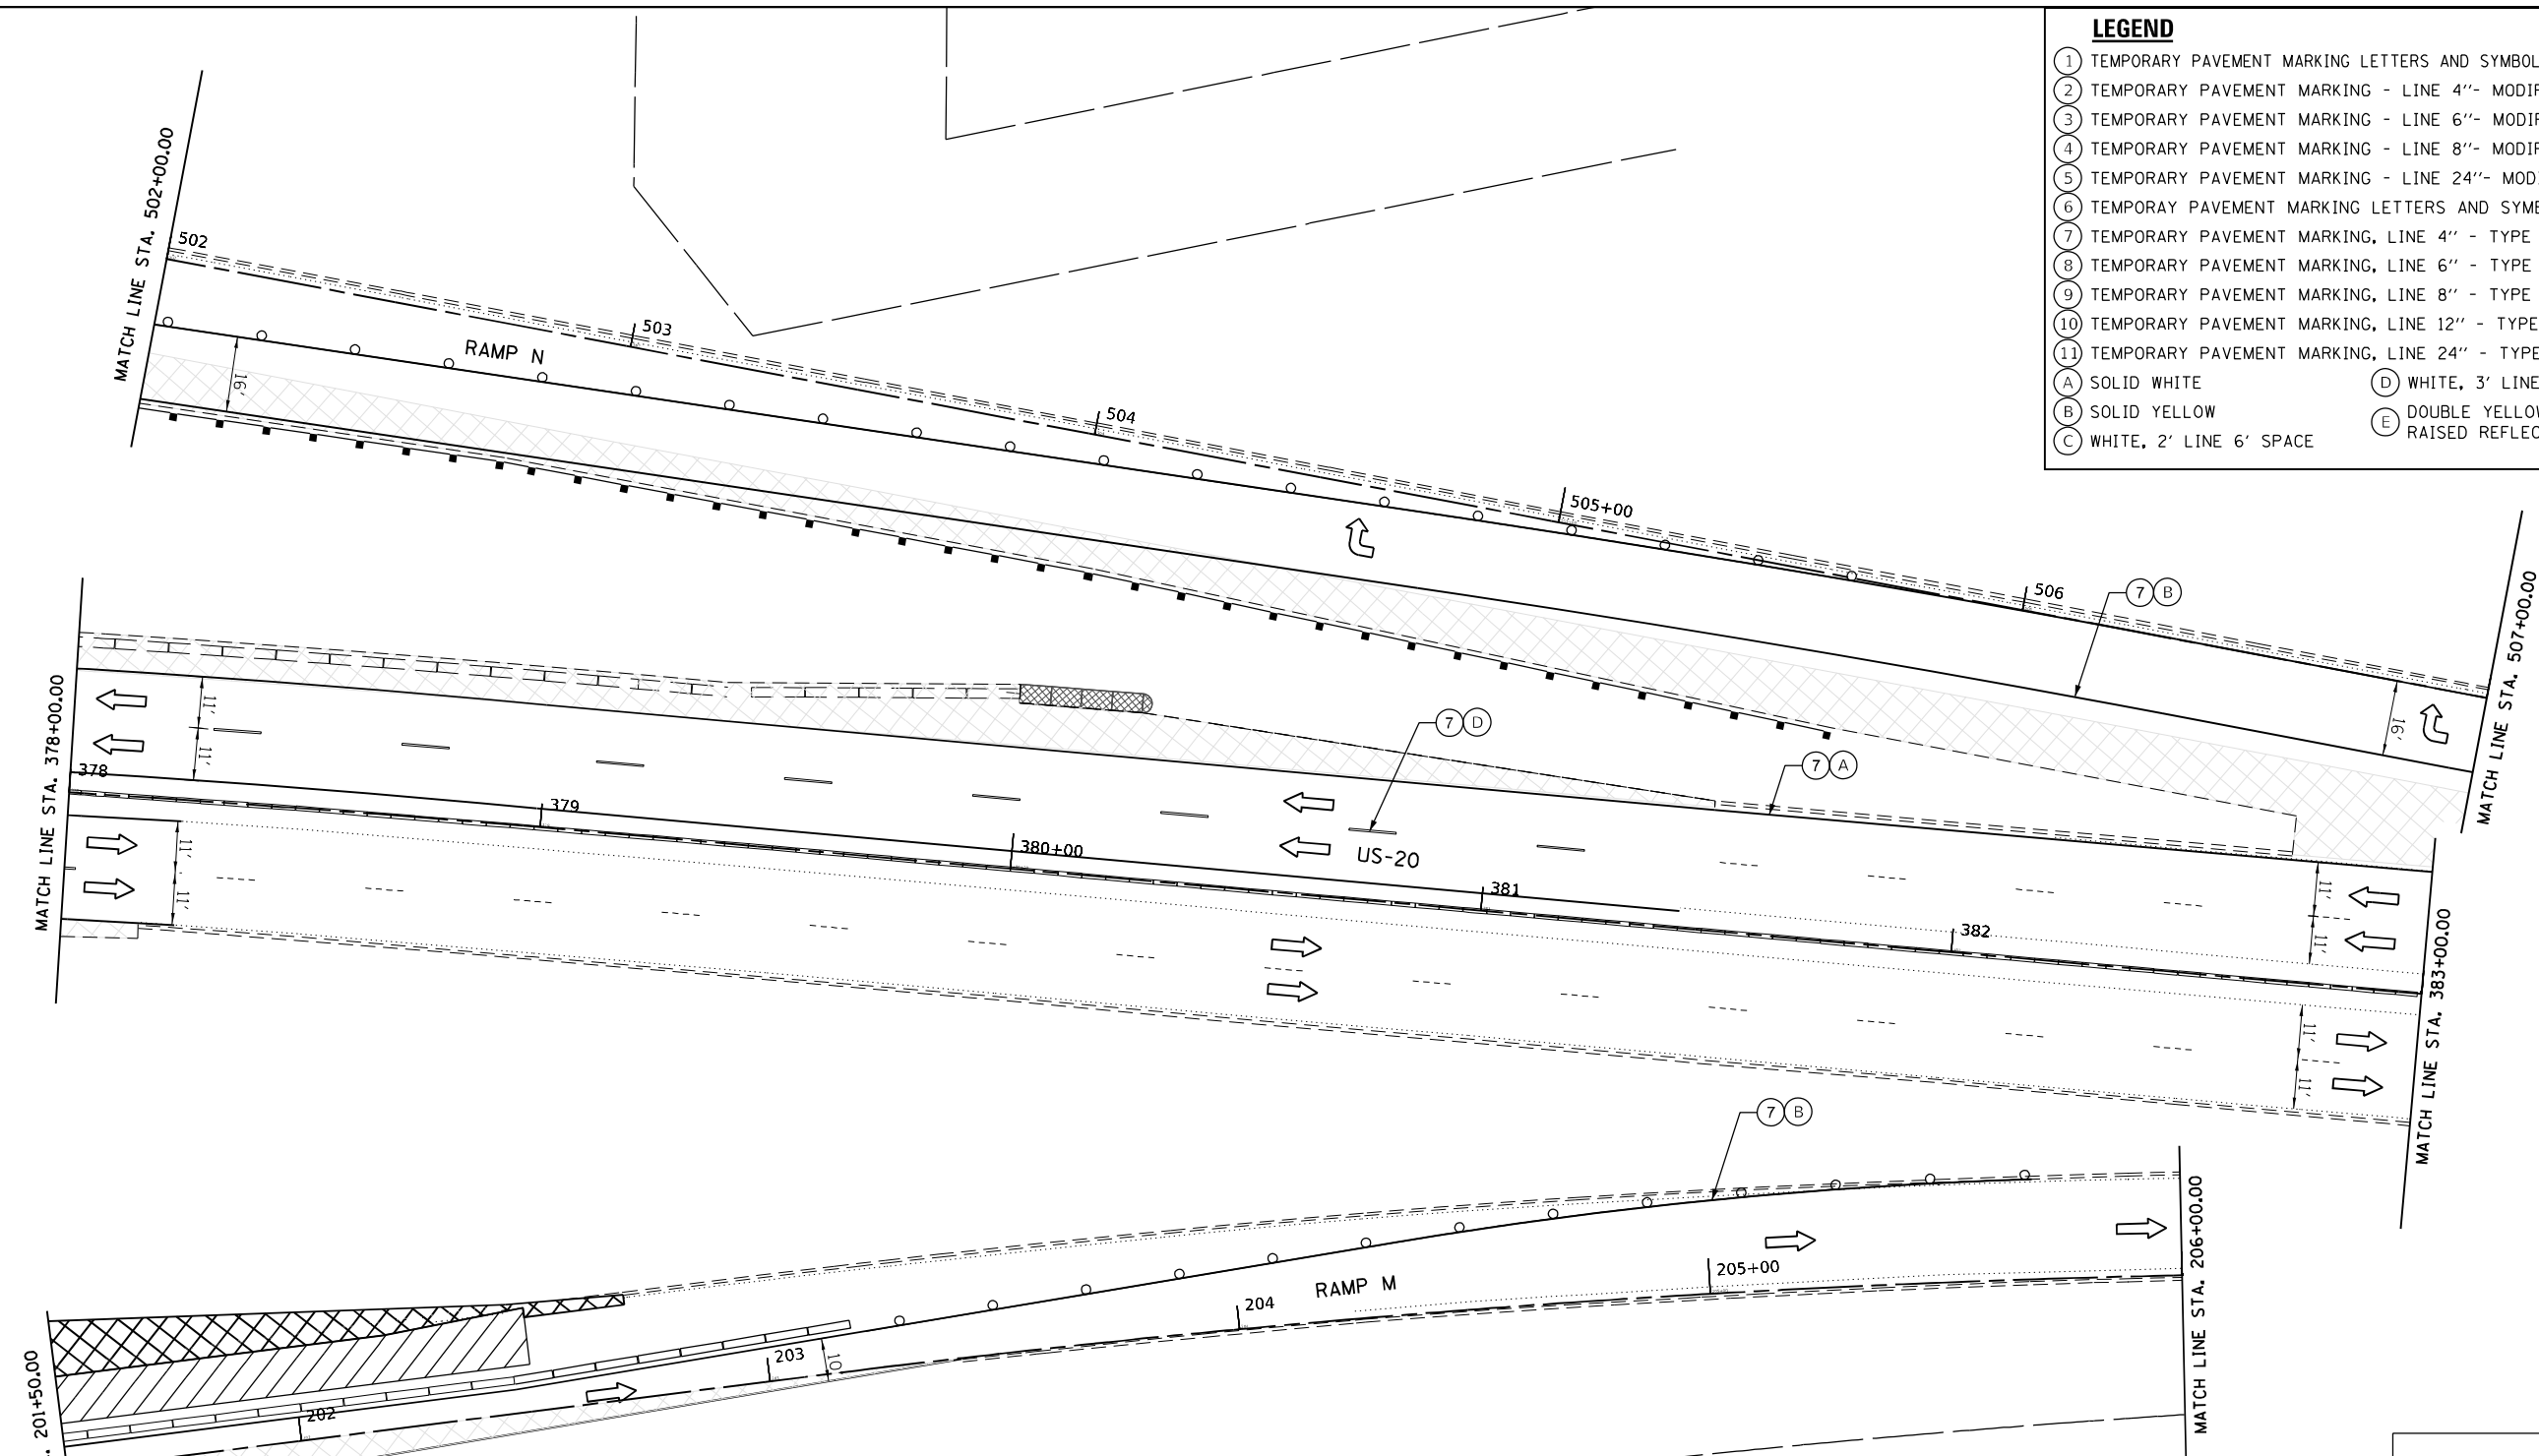 LEGEND
1 TEMPORARY PAVEMENT MARKING LETTERS AND SYMBOL
2 TEMPORARY PAVEMENT MARKING - LINE 4''- MODIF
3 TEMPORARY PAVEMENT MARKING - LINE 6''- MODIF
4 TEMPORARY PAVEMENT MARKING - LINE 8''- MODIF
5 TEMPORARY PAVEMENT MARKING - LINE 24''- MODI
6 TEMPORAY PAVEMENT MARKING LETTERS AND SYMB
7 TEMPORARY PAVEMENT MARKING, LINE 4'' - TYPE
8 TEMPORARY PAVEMENT MARKING, LINE 6'' - TYPE
9 TEMPORARY PAVEMENT MARKING, LINE 8'' - TYPE
10 TEMPORARY PAVEMENT MARKING, LINE 12'' - TYPE
11 TEMPORARY PAVEMENT MARKING, LINE 24'' - TYPE
A SOLID WHITE
B SOLID YELLOW
C WHITE, 2' LINE 6' SPACE
D WHITE, 3' LINE
E DOUBLE YELLOW
RAISED REFLEC
MATCH LINE STA. 502+00.00
502
503
RAMP N
16'
504
505+00
506
7 B
16'
MATCH LINE STA. 507+00.00
MATCH LINE STA. 378+00.00
11'
11'
378
379
380+00
7 D
7 A
US-20
381
382
11'
11'
11'
11'
11'
11'
MATCH LINE STA. 383+00.00
7 B
. 201+50.00
202
203
10'
204
RAMP M
205+00
MATCH LINE STA. 206+00.00